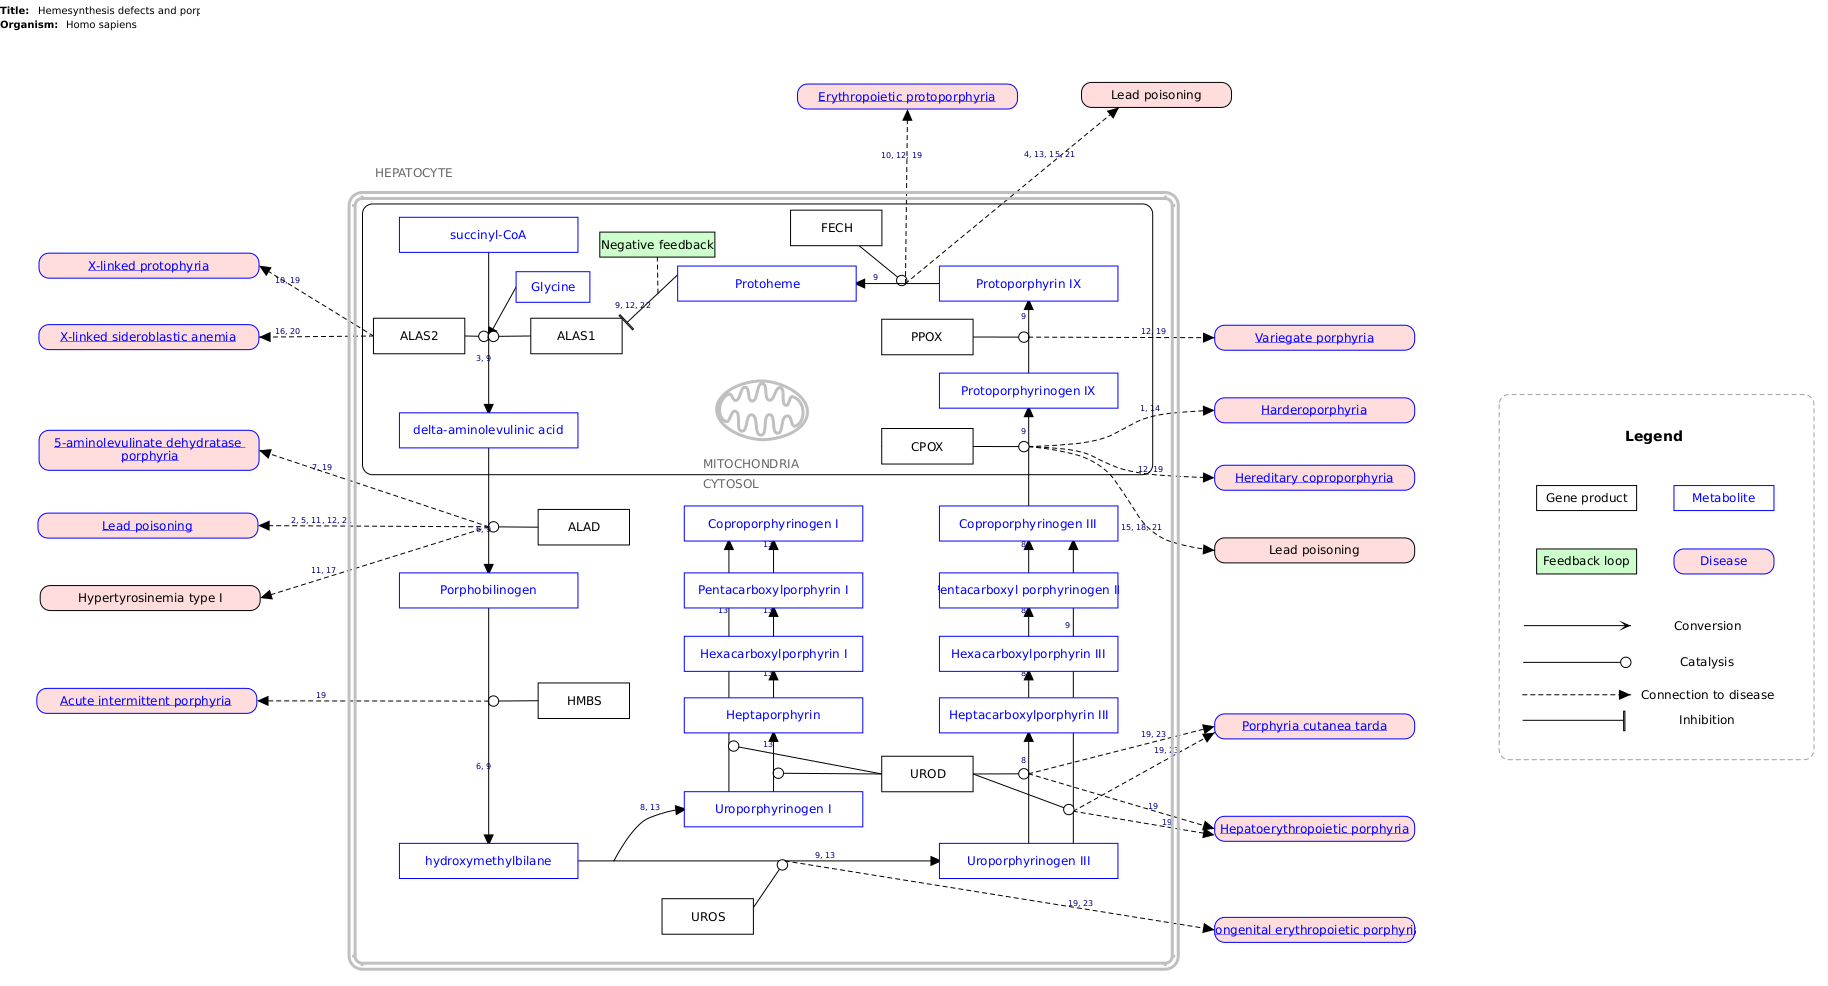 Title: Hemesynthesis defects and porp
Organism: Homo sapiens
Erythropoietic protoporphyria
Lead poisoning
10, 12, 19
4, 13, 15, 21
HEPATOCYTE
succinyl-CoA
Negative feedback
FECH
X-linked protophyria
10, 19
Glycine
Protoheme
9
Protoporphyrin IX
9, 12, 22
9
X-linked sideroblastic anemia
16, 20
ALAS2
ALAS1
PPOX
12, 19
Variegate porphyria
3, 9
Protoporphyrinogen IX
1, 14
Harderoporphyria
delta-aminolevulinic acid
9
CPOX
5-aminolevulinate dehydratase
porphyria
7, 19
MITOCHONDRIA
CYTOSOL
12, 19
Hereditary coproporphyria
Lead poisoning
2, 5, 11, 12, 2
ALAD
Coproporphyrinogen I
Coproporphyrinogen III
15, 18, 21
Lead poisoning
13
8
11, 17
Hypertyrosinemia type I
Porphobilinogen
Pentacarboxylporphyrin I
entacarboxyl porphyrinogen II
13
13
8
9
Hexacarboxylporphyrin I
Hexacarboxylporphyrin III
13
8
Acute intermittent porphyria
19
HMBS
Heptaporphyrin
Heptacarboxylporphyrin III
Porphyria cutanea tarda
19, 23
19, 23
13
8
6, 9
UROD
8, 13
Uroporphyrinogen I
19
19
Hepatoerythropoietic porphyria
hydroxymethylbilane
9, 13
Uroporphyrinogen III
19, 23
UROS
ongenital erythropoietic porphyri
Legend
Gene product
Metabolite
Feedback loop
Disease
Conversion
Catalysis
Connection to disease
Inhibition